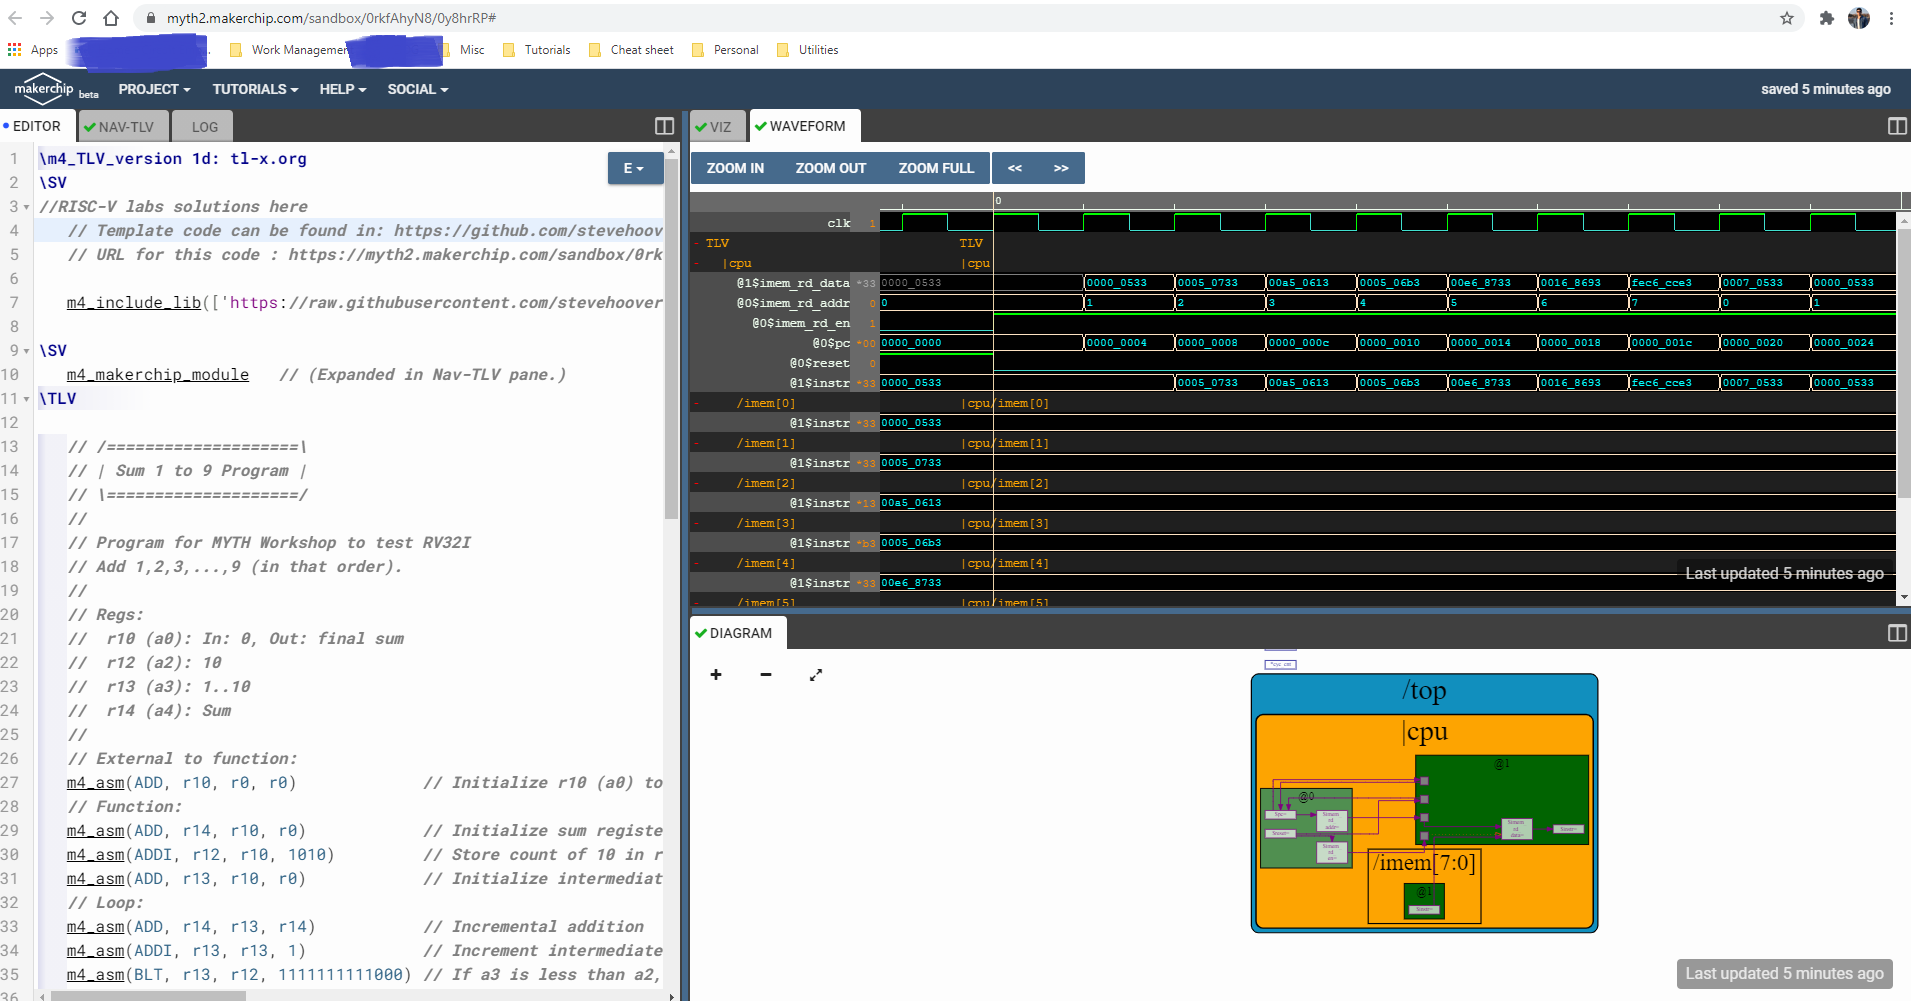 myth2.makerchip.com/sandbox/0rkfAhyN8/0y8hrRP#
Apps
Work Managemen
Misc
Tutorials
Cheat sheet
Personal
Utilities
makerchip beta
PROJECT
TUTORIALS
HELP
SOCIAL
saved 5 minutes ago
EDITOR
NAV-TLV
LOG
E
1 \m4_TLV_version 1d: tl-x.org
2 \SV
3 //RISC-V labs solutions here
4 // Template code can be found in: https://github.com/stevehoov
5 // URL for this code : https://myth2.makerchip.com/sandbox/0rk
6
7 m4_include_lib(['https://raw.githubusercontent.com/stevehoover
8
9 \SV
10 m4_makerchip_module // (Expanded in Nav-TLV pane.)
11 \TLV
12
13 // /====================\
14 // | Sum 1 to 9 Program |
15 // \====================/
16 //
17 // Program for MYTH Workshop to test RV32I
18 // Add 1,2,3,...,9 (in that order).
19 //
20 // Regs:
21 // r10 (a0): In: 0, Out: final sum
22 // r12 (a2): 10
23 // r13 (a3): 1..10
24 // r14 (a4): Sum
25 //
26 // External to function:
27 m4_asm(ADD, r10, r0, r0) // Initialize r10 (a0) to
28 // Function:
29 m4_asm(ADD, r14, r10, r0) // Initialize sum registe
30 m4_asm(ADDI, r12, r10, 1010) // Store count of 10 in r
31 m4_asm(ADD, r13, r10, r0) // Initialize intermediat
32 // Loop:
33 m4_asm(ADD, r14, r13, r14) // Incremental addition
34 m4_asm(ADDI, r13, r13, 1) // Increment intermediate
35 m4_asm(BLT, r13, r12, 1111111111000) // If a3 is less than a2,
36
VIZ
WAVEFORM
ZOOM IN
ZOOM OUT
ZOOM FULL
<<
>>
0
clk 1
TLV TLV
|cpu |cpu
@1$imem_rd_data *33 0000_0533 0000_0533 0005_0733 00a5_0613 0005_06b3 00e6_8733 0016_8693 fec6_cce3 0007_0533 0000_0533
@0$imem_rd_addr 0 0 1 2 3 4 5 6 7 0 1
@0$imem_rd_en 1
@0$pc *00 0000_0000 0000_0004 0000_0008 0000_000c 0000_0010 0000_0014 0000_0018 0000_001c 0000_0020 0000_0024
@0$reset 0
@1$instr *33 0000_0533 0005_0733 00a5_0613 0005_06b3 00e6_8733 0016_8693 fec6_cce3 0007_0533 0000_0533
/imem[0] |cpu/imem[0]
@1$instr *33 0000_0533
/imem[1] |cpu/imem[1]
@1$instr *33 0005_0733
/imem[2] |cpu/imem[2]
@1$instr *13 00a5_0613
/imem[3] |cpu/imem[3]
@1$instr *b3 0005_06b3
/imem[4] |cpu/imem[4]
@1$instr *33 00e6_8733
/imem[5] |cpu/imem[5]
Last updated 5 minutes ago
DIAGRAM
+ −
/top
|cpu
@1
@0
/imem[7:0]
@1
Last updated 5 minutes ago